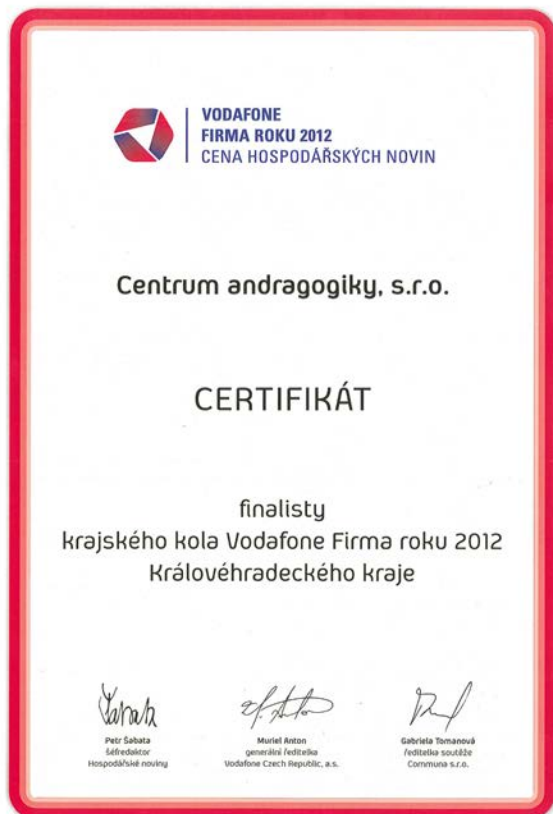 VODAFONE
FIRMA ROKU 2012
CENA HOSPODÁŘSKÝCH NOVIN
Centrum andragogiky, s.r.o.
CERTIFIKÁT
finalisty
krajského kola Vodafone Firma roku 2012
Královéhradeckého kraje
Petr Šabata
šéfredaktor
Hospodářské noviny
Muriel Anton
generální ředitelka
Vodafone Czech Republic, a.s.
Gabriela Tomanová
ředitelka soutěže
Communa s.r.o.